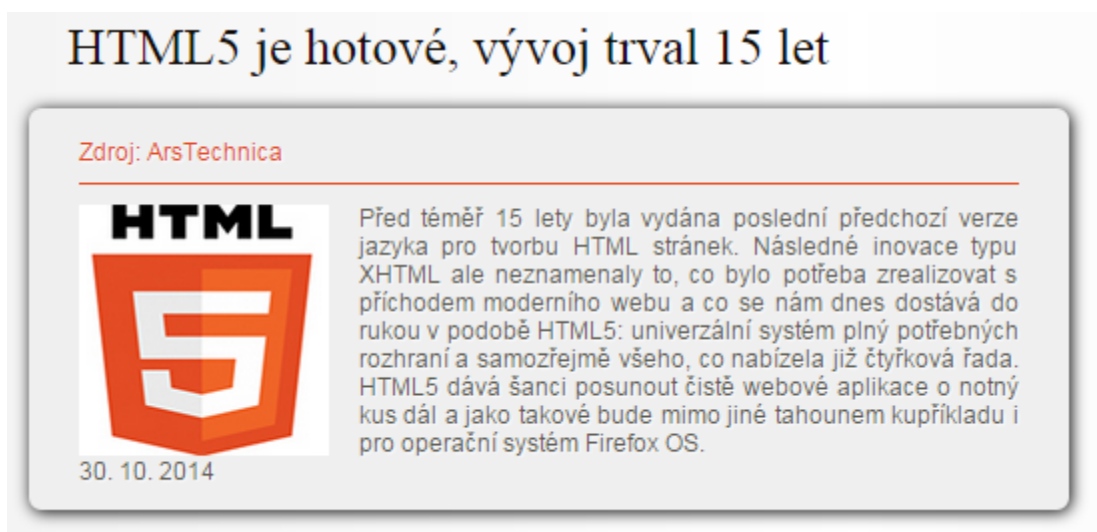 HTML5 je hotové, vývoj trval 15 let
Zdroj: ArsTechnica
HTML
5
Před téměř 15 lety byla vydána poslední předchozí verze
jazyka pro tvorbu HTML stránek. Následné inovace typu
XHTML ale neznamenaly to, co bylo potřeba zrealizovat s
příchodem moderního webu a co se nám dnes dostává do
rukou v podobě HTML5: univerzální systém plný potřebných
rozhraní a samozřejmě všeho, co nabízela již čtyřková řada.
HTML5 dává šanci posunout čistě webové aplikace o notný
kus dál a jako takové bude mimo jiné tahounem kupříkladu i
pro operační systém Firefox OS.
30. 10. 2014